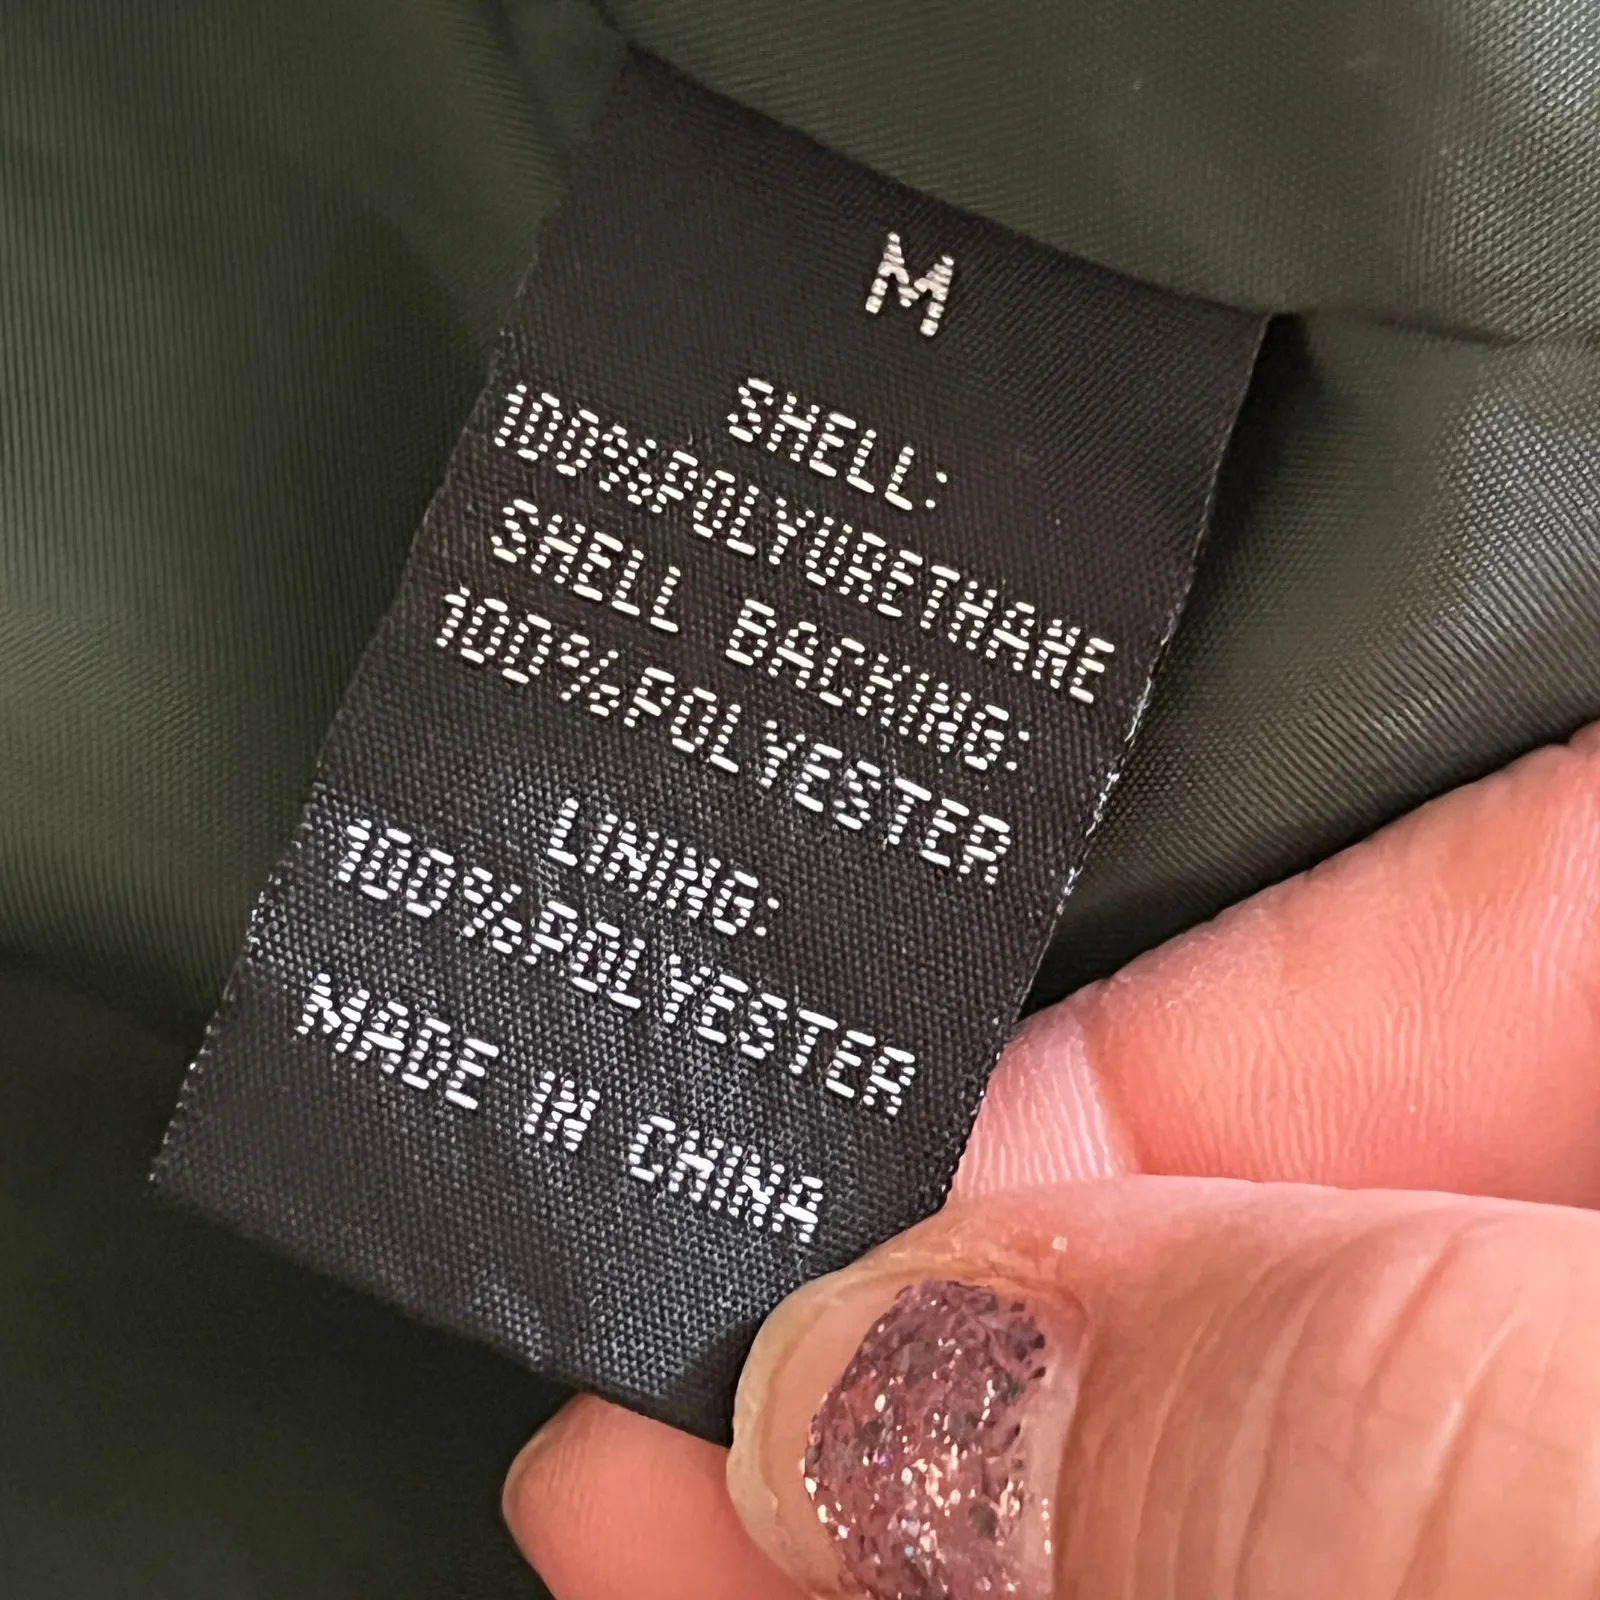 M
SHELL:
100%POLYURETHANE
SHELL BACKING:
100%POLYESTER
LINING:
100%POLYESTER
MADE IN CHINA